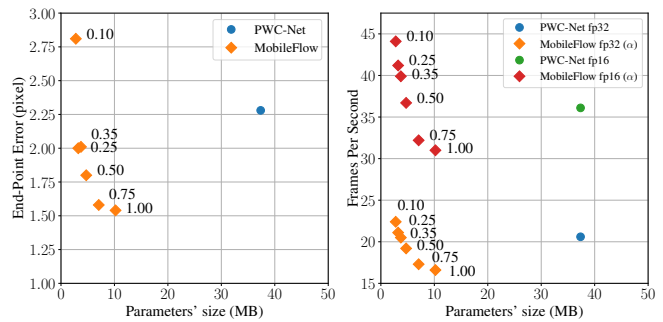 3.00
2.75
2.50
2.25
2.00
1.75
1.50
1.25
1.00
End-Point Error (pixel)
0.10
0.35
0.25
0.50
0.75
1.00
PWC-Net
MobileFlow
0 10 20 30 40 50
Parameters' size (MB)
45
40
35
30
25
20
15
Frames Per Second
0.10
0.25
0.35
0.50
0.75
1.00
0.10
0.25
0.35
0.50
0.75
1.00
PWC-Net fp32
MobileFlow fp32 (α)
PWC-Net fp16
MobileFlow fp16 (α)
0 10 20 30 40 50
Parameters' size (MB)